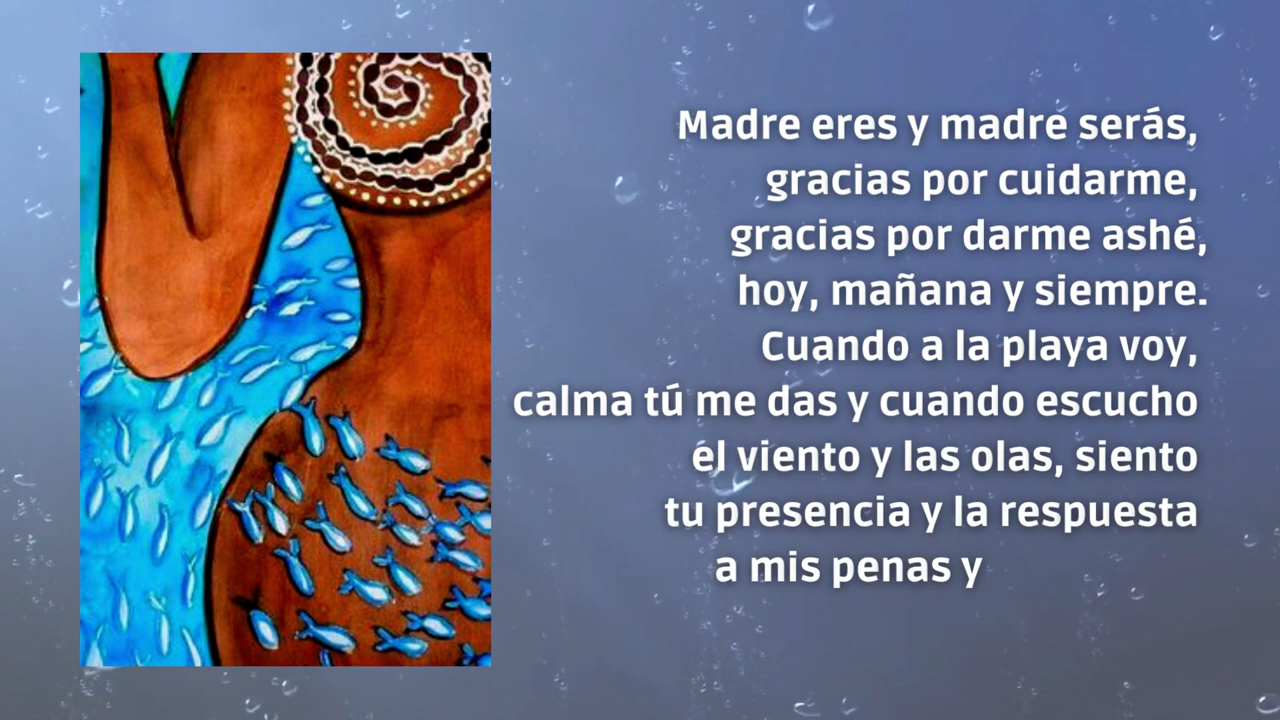 Madre eres y madre serás,
gracias por cuidarme,
gracias por darme ashé,
hoy, mañana y siempre.
Cuando a la playa voy,
calma tú me das y cuando escucho
el viento y las olas, siento
tu presencia y la respuesta
a mis penas y